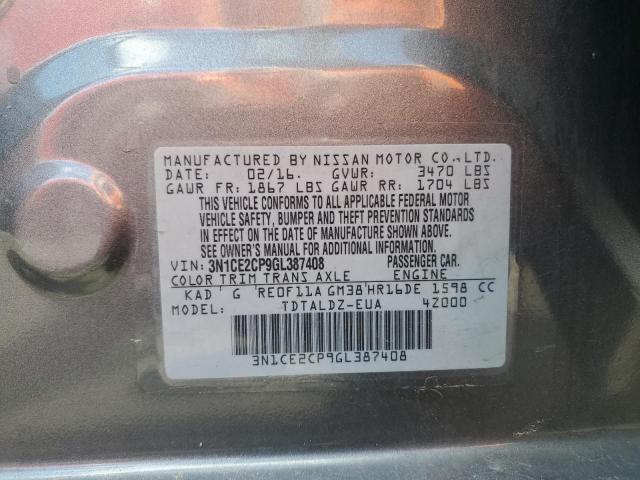 MANUFACTURED BY NISSAN MOTOR CO.,LTD.
DATE: 02/16. GVWR: 3470 LBS
GAWR FR: 1867 LBS GAWR RR: 1704 LBS
THIS VEHICLE CONFORMS TO ALL APPLICABLE FEDERAL MOTOR
VEHICLE SAFETY, BUMPER AND THEFT PREVENTION STANDARDS
IN EFFECT ON THE DATE OF MANUFACTURE SHOWN ABOVE.
SEE OWNER'S MANUAL FOR ADDITIONAL INFORMATION.
VIN: 3N1CE2CP9GL387408 PASSENGER CAR.
COLOR TRIM TRANS AXLE ENGINE
KAD G RE0F11A GM38 HR16DE 1598 CC
MODEL: TDTALDZ-EUA 4Z000
3N1CE2CP9GL387408